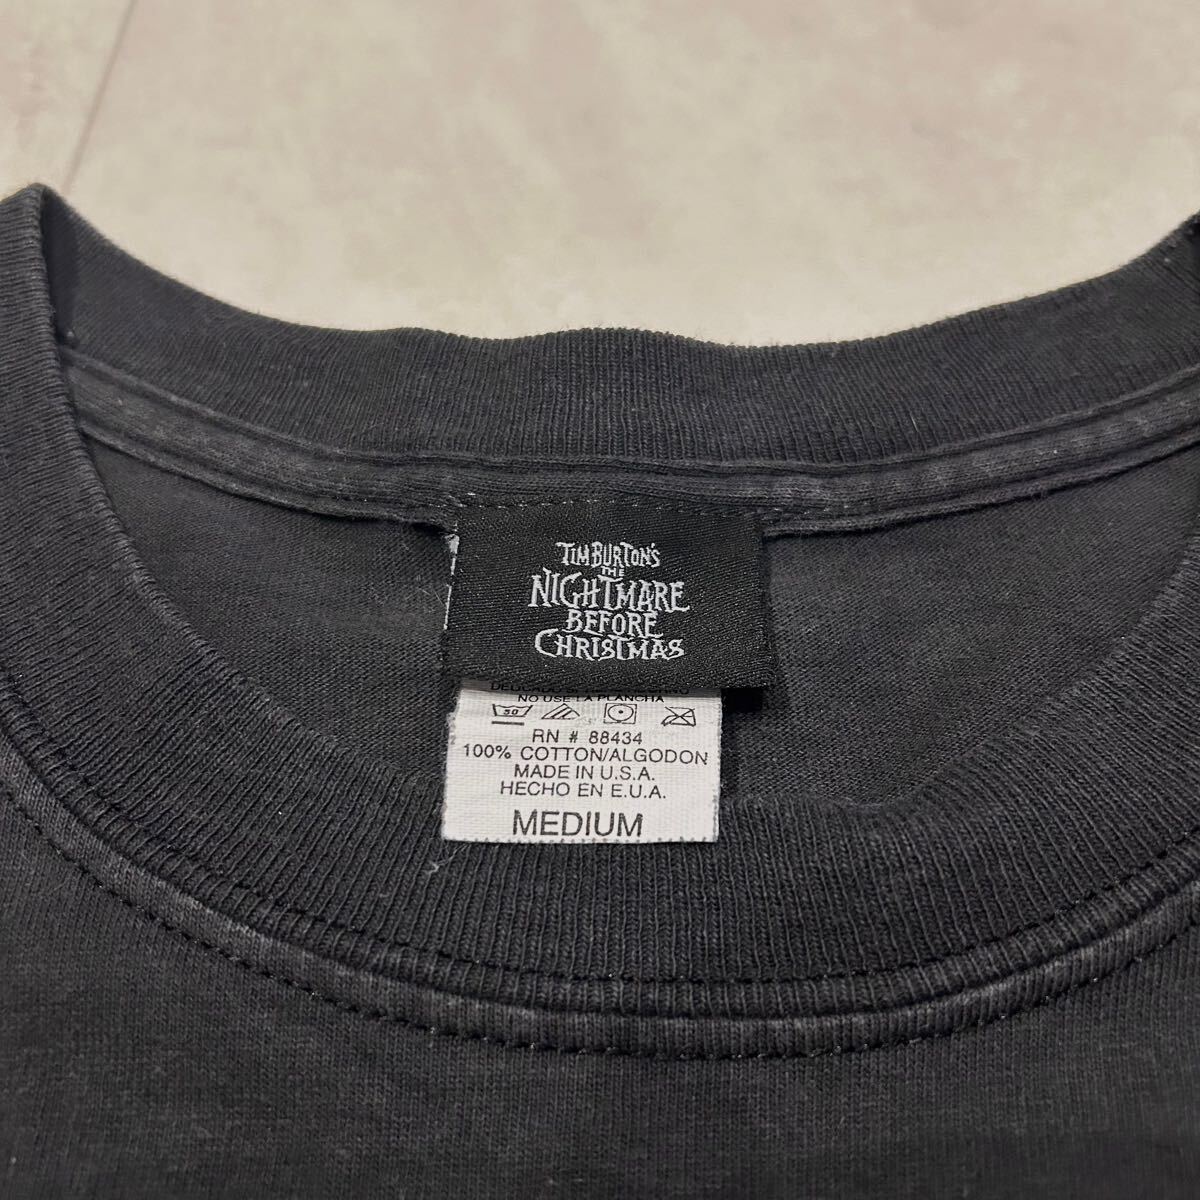 TIM BURTON'S
THE
NIGHTMARE
BEFORE
CHRISTMAS
NO USE LA PLANCHA
50
RN # 88434
100% COTTON/ALGODON
MADE IN U.S.A.
HECHO EN E.U.A.
MEDIUM